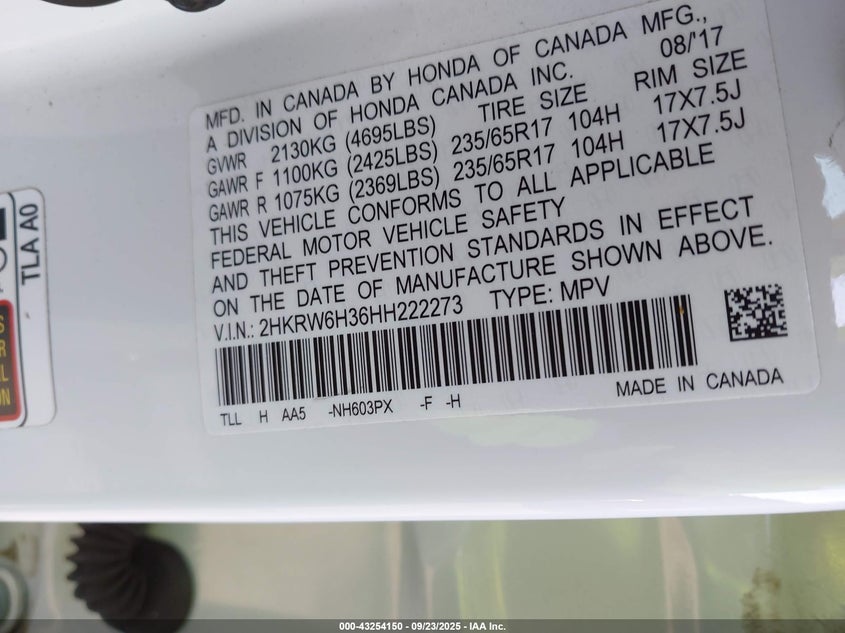 MFD. IN CANADA BY HONDA OF CANADA MFG.,
A DIVISION OF HONDA CANADA INC. 08/'17
GVWR 2130KG (4695LBS) TIRE SIZE RIM SIZE
GAWR F 1100KG (2425LBS) 235/65R17 104H 17X7.5J
GAWR R 1075KG (2369LBS) 235/65R17 104H 17X7.5J
THIS VEHICLE CONFORMS TO ALL APPLICABLE
FEDERAL MOTOR VEHICLE SAFETY
AND THEFT PREVENTION STANDARDS IN EFFECT
ON THE DATE OF MANUFACTURE SHOWN ABOVE.
V.I.N.: 2HKRW6H36HH222273 TYPE: MPV
TLL H AA5 -NH603PX -F -H
MADE IN CANADA
TLA A0
000-43254150 - 09/23/2025 - IAA Inc.